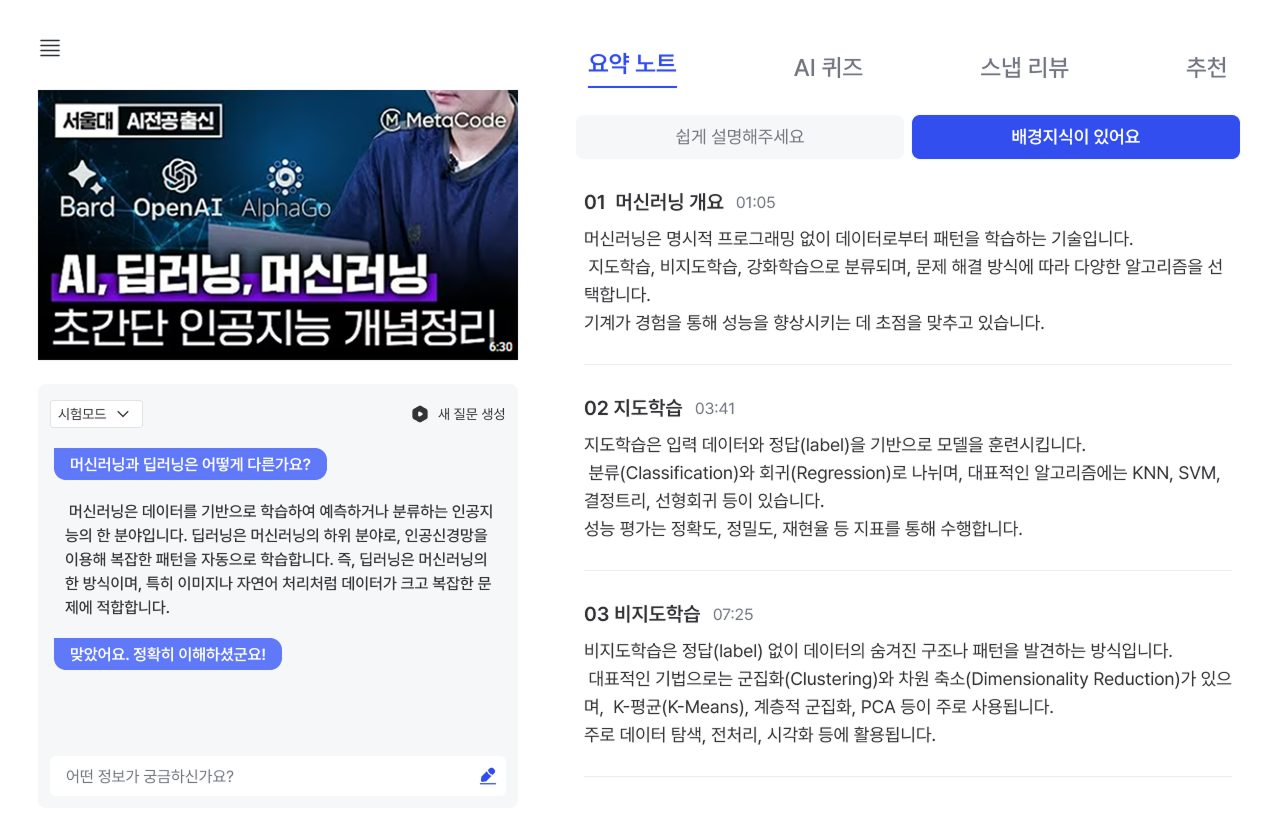 서울대 AI전공출신
MetaCode
Bard OpenAI AlphaGo
AI, 딥러닝, 머신러닝
초간단 인공지능 개념정리!
6:30
시험모드
새 질문 생성
머신러닝과 딥러닝은 어떻게 다른가요?
머신러닝은 데이터를 기반으로 학습하여 예측하거나 분류하는 인공지
능의 한 분야입니다. 딥러닝은 머신러닝의 하위 분야로, 인공신경망을
이용해 복잡한 패턴을 자동으로 학습합니다. 즉, 딥러닝은 머신러닝의
한 방식이며, 특히 이미지나 자연어 처리처럼 데이터가 크고 복잡한 문
제에 적합합니다.
맞았어요. 정확히 이해하셨군요!
어떤 정보가 궁금하신가요?
요약 노트
AI 퀴즈
스냅 리뷰
추천
쉽게 설명해주세요
배경지식이 있어요
01 머신러닝 개요 01:05
머신러닝은 명시적 프로그래밍 없이 데이터로부터 패턴을 학습하는 기술입니다.
지도학습, 비지도학습, 강화학습으로 분류되며, 문제 해결 방식에 따라 다양한 알고리즘을 선
택합니다.
기계가 경험을 통해 성능을 향상시키는 데 초점을 맞추고 있습니다.
02 지도학습 03:41
지도학습은 입력 데이터와 정답(label)을 기반으로 모델을 훈련시킵니다.
분류(Classification)와 회귀(Regression)로 나뉘며, 대표적인 알고리즘에는 KNN, SVM,
결정트리, 선형회귀 등이 있습니다.
성능 평가는 정확도, 정밀도, 재현율 등 지표를 통해 수행합니다.
03 비지도학습 07:25
비지도학습은 정답(label) 없이 데이터의 숨겨진 구조나 패턴을 발견하는 방식입니다.
대표적인 기법으로는 군집화(Clustering)와 차원 축소(Dimensionality Reduction)가 있으
며, K-평균(K-Means), 계층적 군집화, PCA 등이 주로 사용됩니다.
주로 데이터 탐색, 전처리, 시각화 등에 활용됩니다.